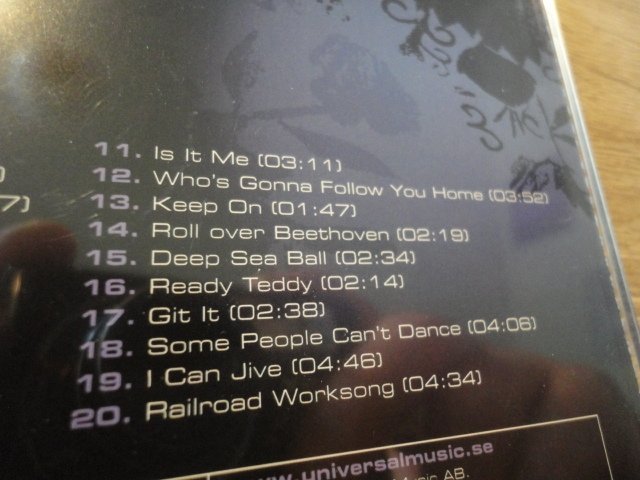 )
7)
11. Is It Me (03:11)
12. Who's Gonna Follow You Home (03:52)
13. Keep On (01:47)
14. Roll over Beethoven (02:19)
15. Deep Sea Ball (02:34)
16. Ready Teddy (02:14)
17. Git It (02:38)
18. Some People Can't Dance (04:06)
19. I Can Jive (04:46)
20. Railroad Worksong (04:34)
www.universalmusic.se
Music AB.